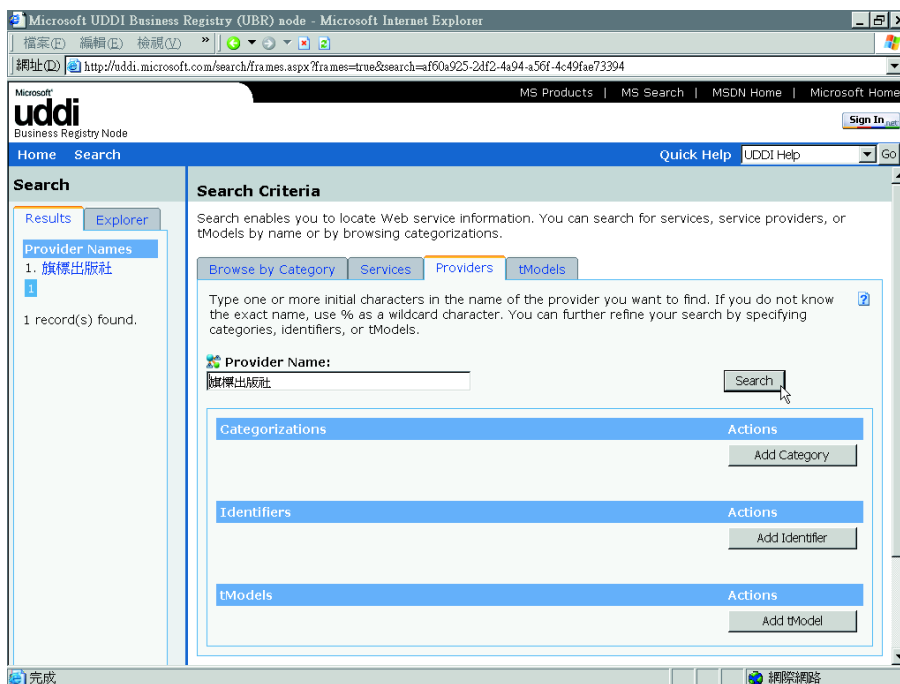 Microsoft UDDI Business Registry (UBR) node - Microsoft Internet Explorer
檔案(F) 編輯(E) 檢視(V) »
網址(D) http://uddi.microsoft.com/search/frames.aspx?frames=true&search=af60a925-2df2-4a94-a56f-4c49fae73394
MS Products | MS Search | MSDN Home | Microsoft Home
Microsoft
uddi
Business Registry Node
Sign In .net
Home Search
Quick Help UDDI Help Go
Search
Results Explorer
Provider Names
1. 旗標出版社
1
1 record(s) found.
Search Criteria
Search enables you to locate Web service information. You can search for services, service providers, or
tModels by name or by browsing categorizations.
Browse by Category Services Providers tModels
Type one or more initial characters in the name of the provider you want to find. If you do not know
the exact name, use % as a wildcard character. You can further refine your search by specifying
categories, identifiers, or tModels.
?
Provider Name:
旗標出版社
Search
Categorizations Actions
Add Category
Identifiers Actions
Add Identifier
tModels Actions
Add tModel
完成 網際網路